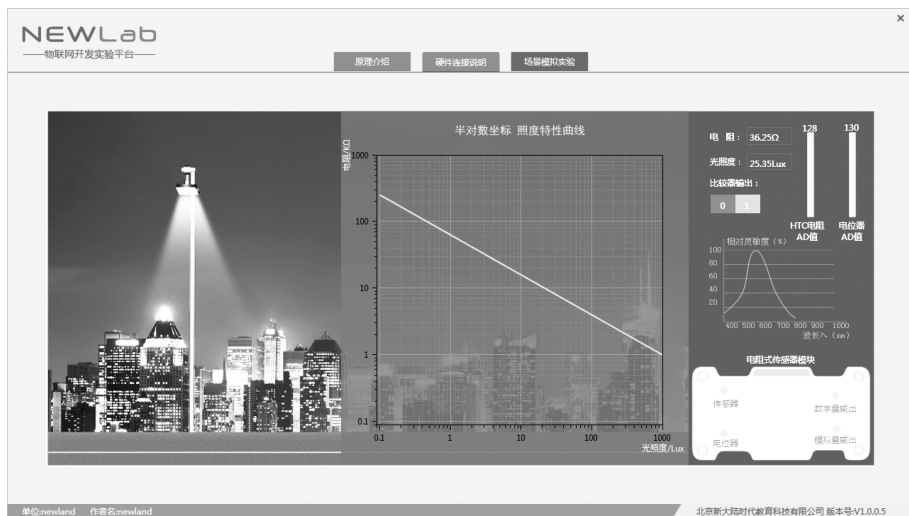 ×
NEWLab
物联网开发实验平台
原理介绍 硬件连接说明 场景模拟实验
半对数坐标 照度特性曲线
电阻/KΩ
1000
100
10
1
0.1
0.1 1 10 100 1000
光照度/Lux
电 阻： 36.25Ω
光照度： 25.35Lux
比较器输出：
0 1
128 130
HTC电阻 电位器
AD值 AD值
相对灵敏度（%）
100
80
60
40
20
400 500 600 700 800 900 1000
波长入（nm）
电阻式传感器模块
传感器
数字量输出
电位器
模拟量输出
单位:newland 作者名:newland
北京新大陆时代教育科技有限公司 版本号:V1.0.0.5